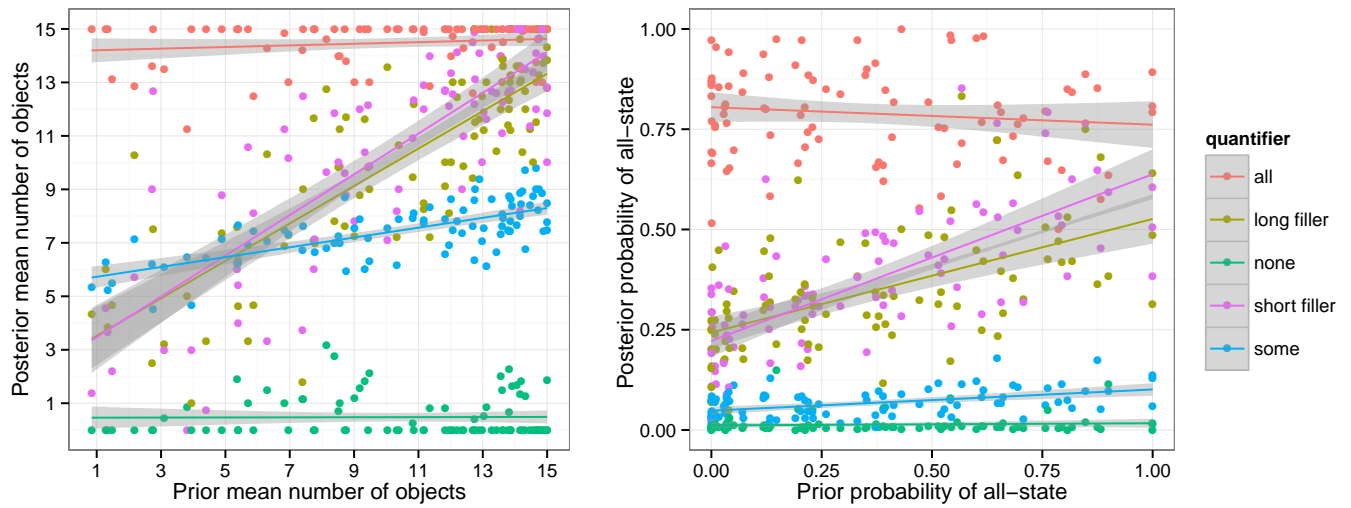 15
13
11
9
7
5
3
1
Posterior mean number of objects
1 3 5 7 9 11 13 15
Prior mean number of objects
1.00
0.75
0.50
0.25
0.00
Posterior probability of all−state
0.00 0.25 0.50 0.75 1.00
Prior probability of all−state
quantifier
all
long filler
none
short filler
some